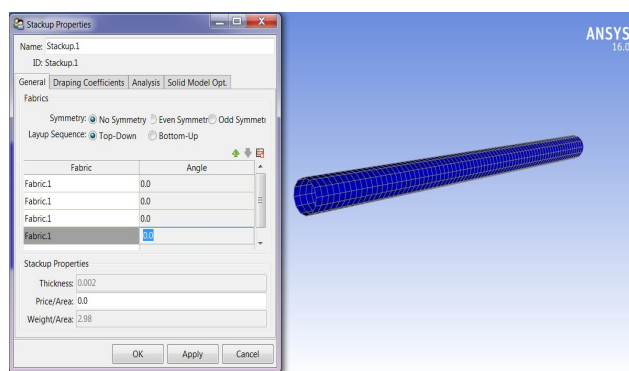 Stackup Properties
Name: Stackup.1
ID: Stackup.1
General Draping Coefficients Analysis Solid Model Opt.
Fabrics
Symmetry: No Symmetry Even Symmetr Odd Symmetr
Layup Sequence: Top-Down Bottom-Up
Fabric Angle
Fabric.1 0.0
Fabric.1 0.0
Fabric.1 0.0
Fabric.1 0.0
Stackup Properties
Thickness: 0.002
Price/Area: 0.0
Weight/Area: 2.98
OK Apply Cancel
ANSYS
16.0